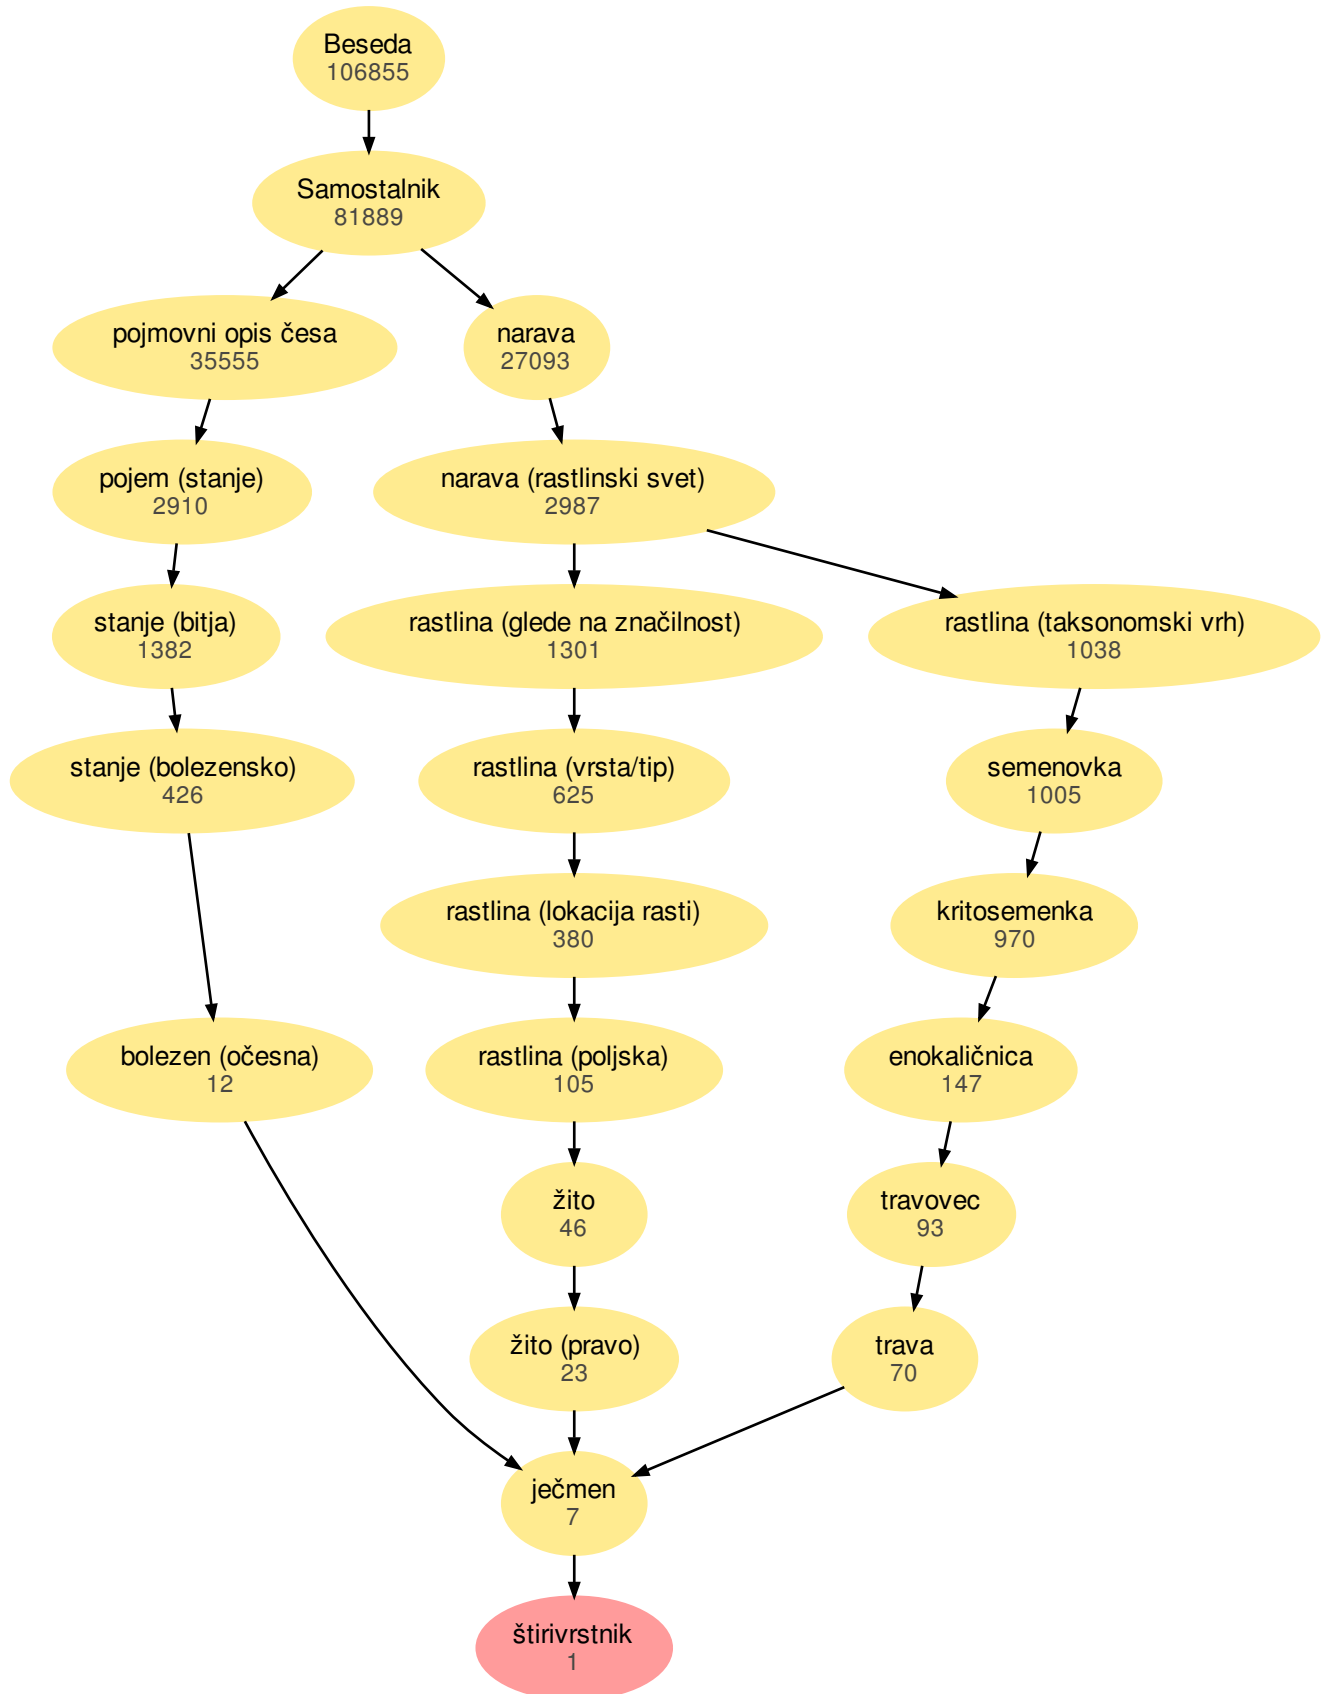 Beseda
106855
Samostalnik
81889
pojmovni opis česa
35555
narava
27093
pojem (stanje)
2910
narava (rastlinski svet)
2987
stanje (bitja)
1382
rastlina (glede na značilnost)
1301
rastlina (taksonomski vrh)
1038
stanje (bolezensko)
426
rastlina (vrsta/tip)
625
semenovka
1005
rastlina (lokacija rasti)
380
kritosemenka
970
bolezen (očesna)
12
rastlina (poljska)
105
enokaličnica
147
žito
46
travovec
93
žito (pravo)
23
trava
70
ječmen
7
štirivrstnik
1